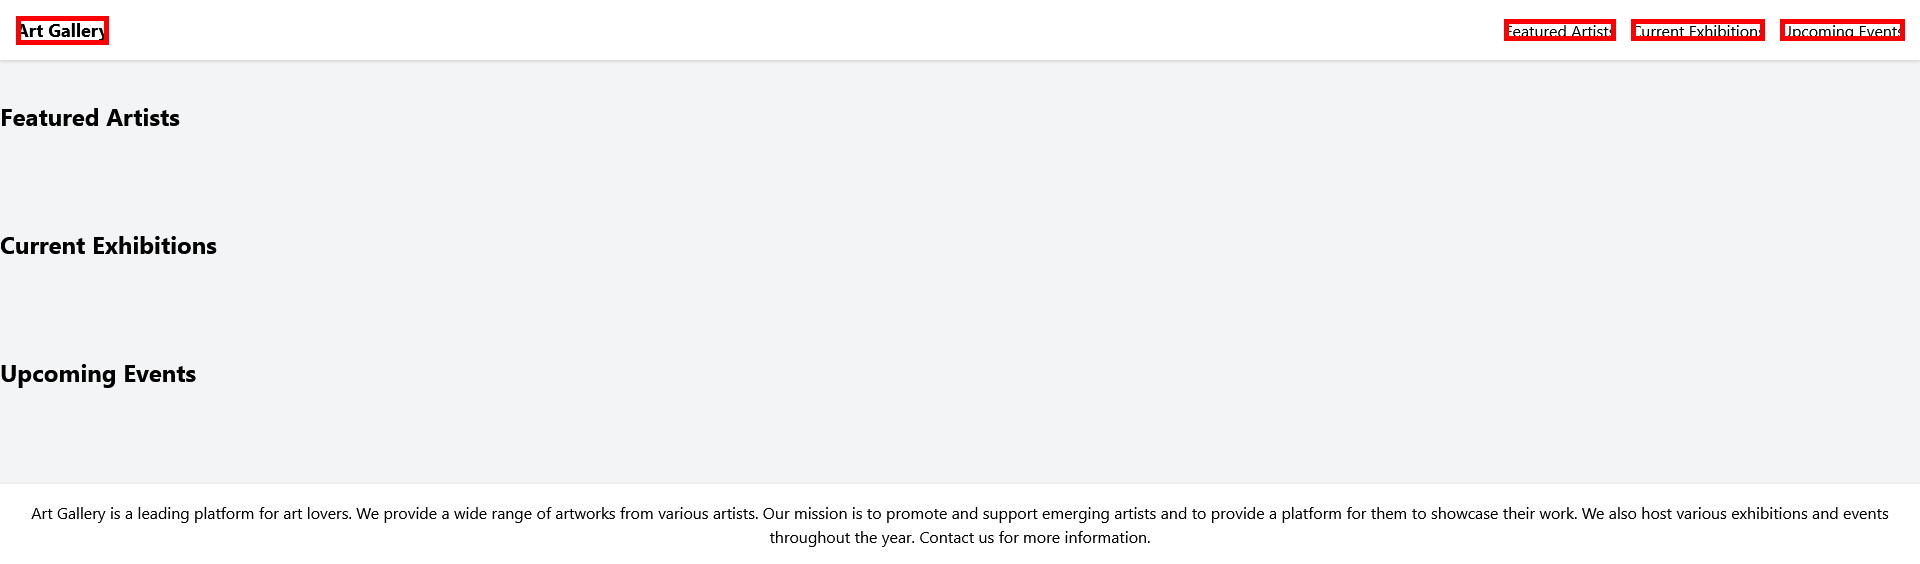 Art Gallery
Featured Artists
Current Exhibitions
Upcoming Events
Featured Artists
Current Exhibitions
Upcoming Events
Art Gallery is a leading platform for art lovers. We provide a wide range of artworks from various artists. Our mission is to promote and support emerging artists and to provide a platform for them to showcase their work. We also host various exhibitions and events
throughout the year. Contact us for more information.